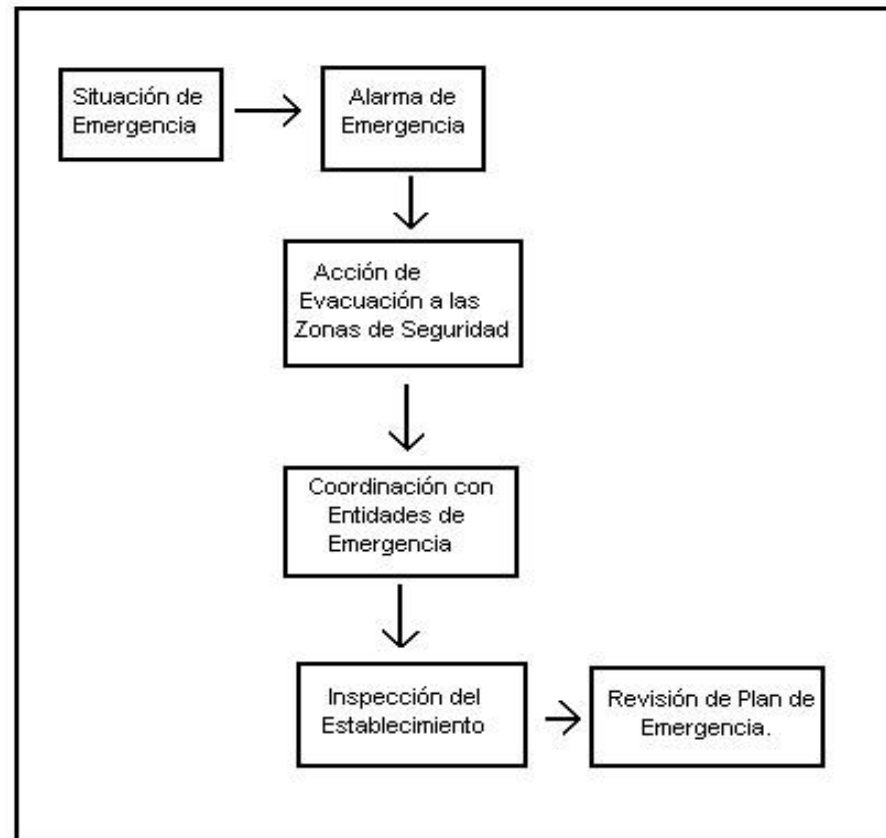 Situación de
Emergencia
Alarma de
Emergencia
Acción de
Evacuación a las
Zonas de Seguridad
Coordinación con
Entidades de
Emergencia
Inspección del
Establecimiento
Revisión de Plan de
Emergencia.